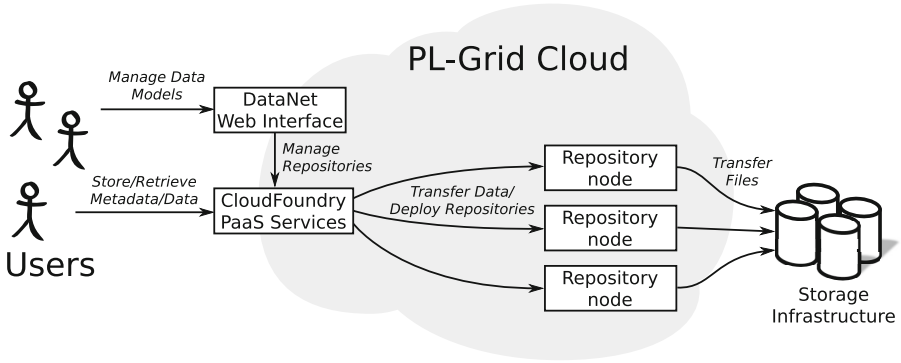 PL-Grid Cloud
Manage Data
Models
DataNet
Web Interface
Manage
Repositories
Store/Retrieve
Metadata/Data
CloudFoundry
PaaS Services
Transfer Data/
Deploy Repositories
Repository
node
Repository
node
Repository
node
Transfer
Files
Users
Storage
Infrastructure